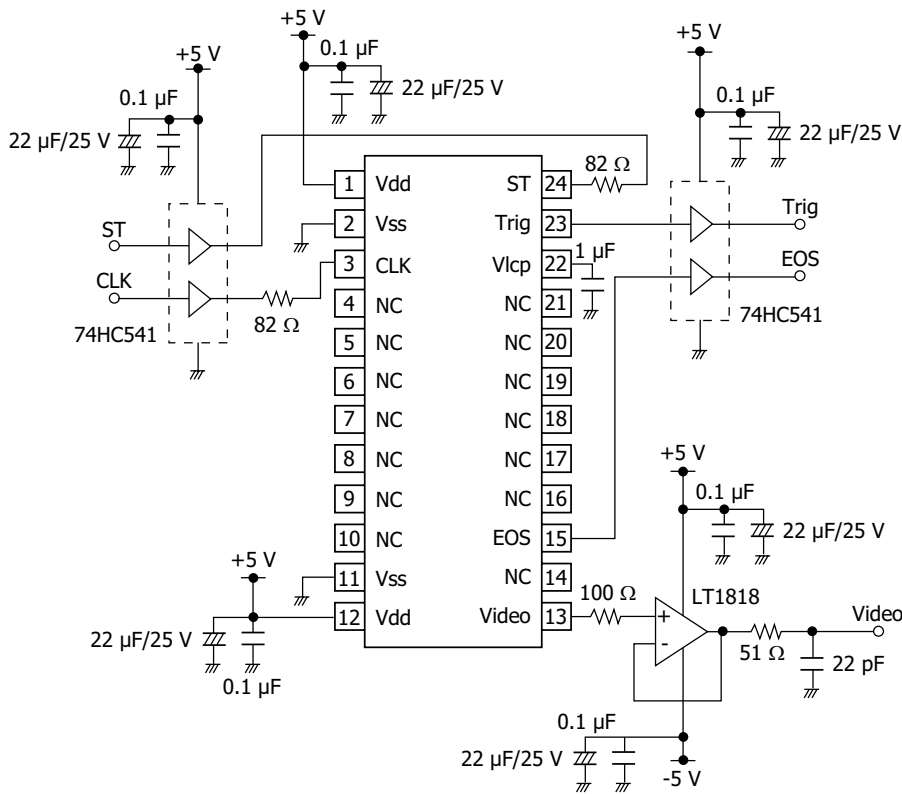 +5 V
+5 V
+5 V
0.1 µF
22 µF/25 V
0.1 µF
22 µF/25 V
0.1 µF
22 µF/25 V
ST
CLK
74HC541
82 Ω
82 Ω
1 µF
Trig
EOS
74HC541
1 Vdd
2 Vss
3 CLK
4 NC
5 NC
6 NC
7 NC
8 NC
9 NC
10 NC
11 Vss
12 Vdd
ST 24
Trig 23
Vlcp 22
NC 21
NC 20
NC 19
NC 18
NC 17
NC 16
EOS 15
NC 14
Video 13
+5 V
22 µF/25 V
0.1 µF
+5 V
0.1 µF
22 µF/25 V
100 Ω
LT1818
+
-
51 Ω
Video
22 pF
0.1 µF
22 µF/25 V
-5 V